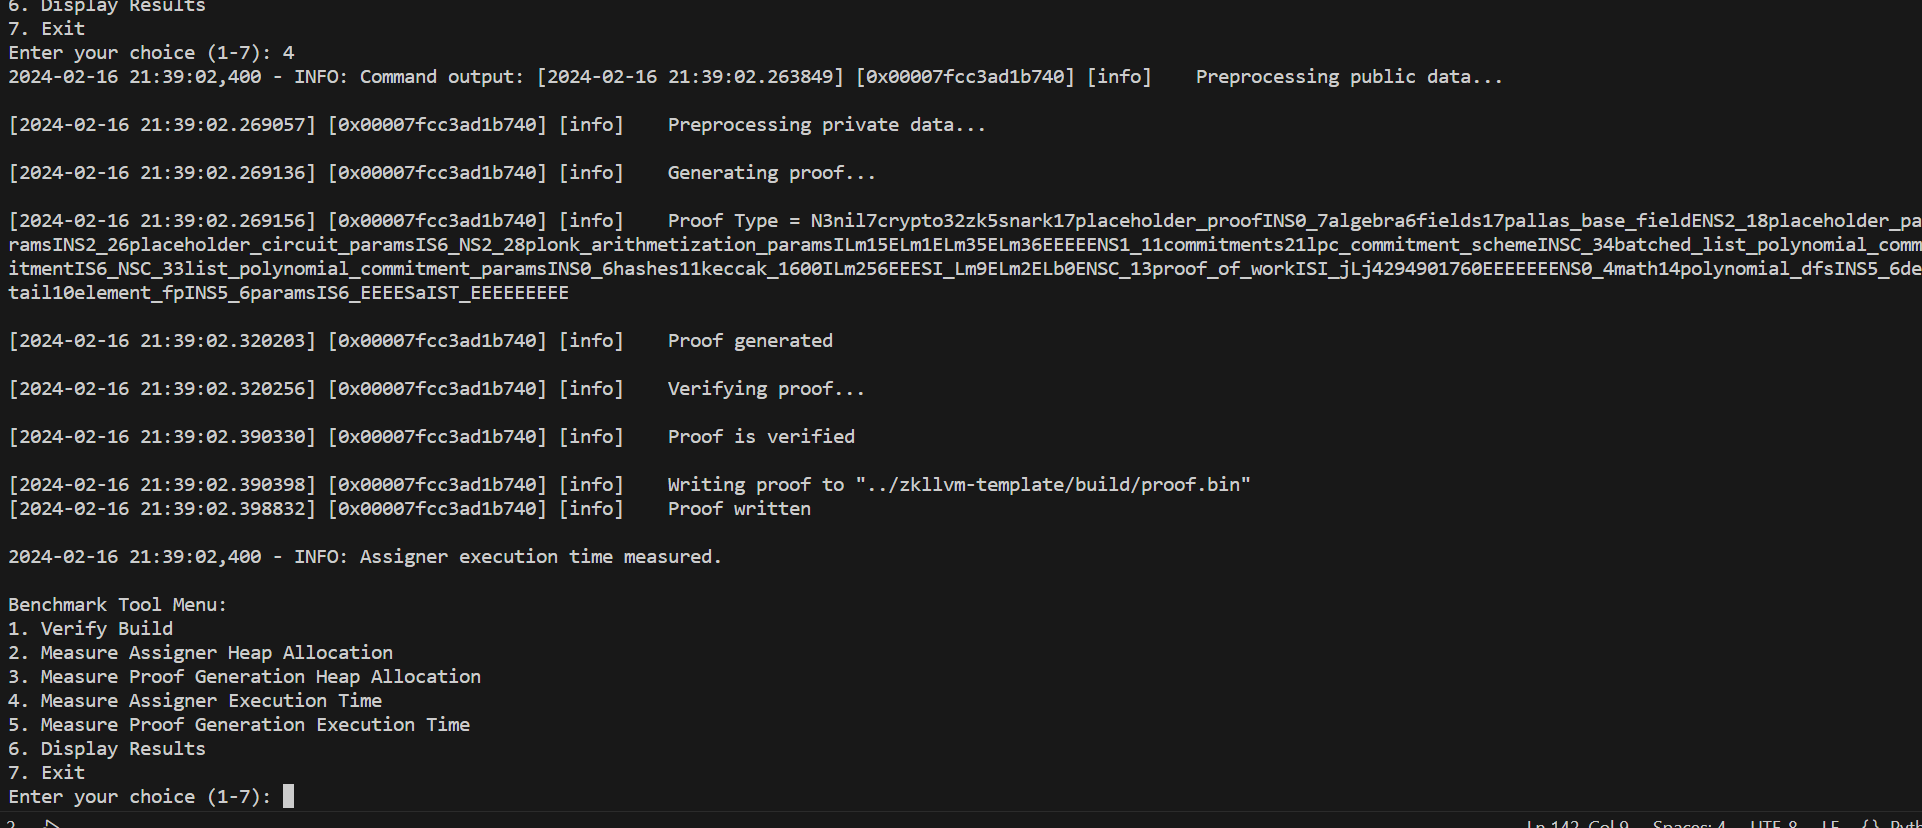 6. Display Results
7. Exit
Enter your choice (1-7): 4
2024-02-16 21:39:02,400 - INFO: Command output: [2024-02-16 21:39:02.263849] [0x00007fcc3ad1b740] [info]    Preprocessing public data...
[2024-02-16 21:39:02.269057] [0x00007fcc3ad1b740] [info]    Preprocessing private data...
[2024-02-16 21:39:02.269136] [0x00007fcc3ad1b740] [info]    Generating proof...
[2024-02-16 21:39:02.269156] [0x00007fcc3ad1b740] [info]    Proof Type = N3nil7crypto32zk5snark17placeholder_proofINS0_7algebra6fields17pallas_base_fieldENS2_18placeholder_pa
ramsINS2_26placeholder_circuit_paramsIS6_NS2_28plonk_arithmetization_paramsILm15ELm1ELm35ELm36EEEEENS1_11commitments21lpc_commitment_schemeINSC_34batched_list_polynomial_comm
itmentIS6_NSC_33list_polynomial_commitment_paramsINS0_6hashes11keccak_1600ILm256EEESI_Lm9ELm2ELb0ENSC_13proof_of_workISI_jLj4294901760EEEEEEENS0_4math14polynomial_dfsINS5_6de
tail10element_fpINS5_6paramsIS6_EEEESaIST_EEEEEEEEE
[2024-02-16 21:39:02.320203] [0x00007fcc3ad1b740] [info]    Proof generated
[2024-02-16 21:39:02.320256] [0x00007fcc3ad1b740] [info]    Verifying proof...
[2024-02-16 21:39:02.390330] [0x00007fcc3ad1b740] [info]    Proof is verified
[2024-02-16 21:39:02.390398] [0x00007fcc3ad1b740] [info]    Writing proof to "../zkllvm-template/build/proof.bin"
[2024-02-16 21:39:02.398832] [0x00007fcc3ad1b740] [info]    Proof written
2024-02-16 21:39:02,400 - INFO: Assigner execution time measured.
Benchmark Tool Menu:
1. Verify Build
2. Measure Assigner Heap Allocation
3. Measure Proof Generation Heap Allocation
4. Measure Assigner Execution Time
5. Measure Proof Generation Execution Time
6. Display Results
7. Exit
Enter your choice (1-7):
Ln 142, Col 9 Spaces: 4 UTF-8 LF {}